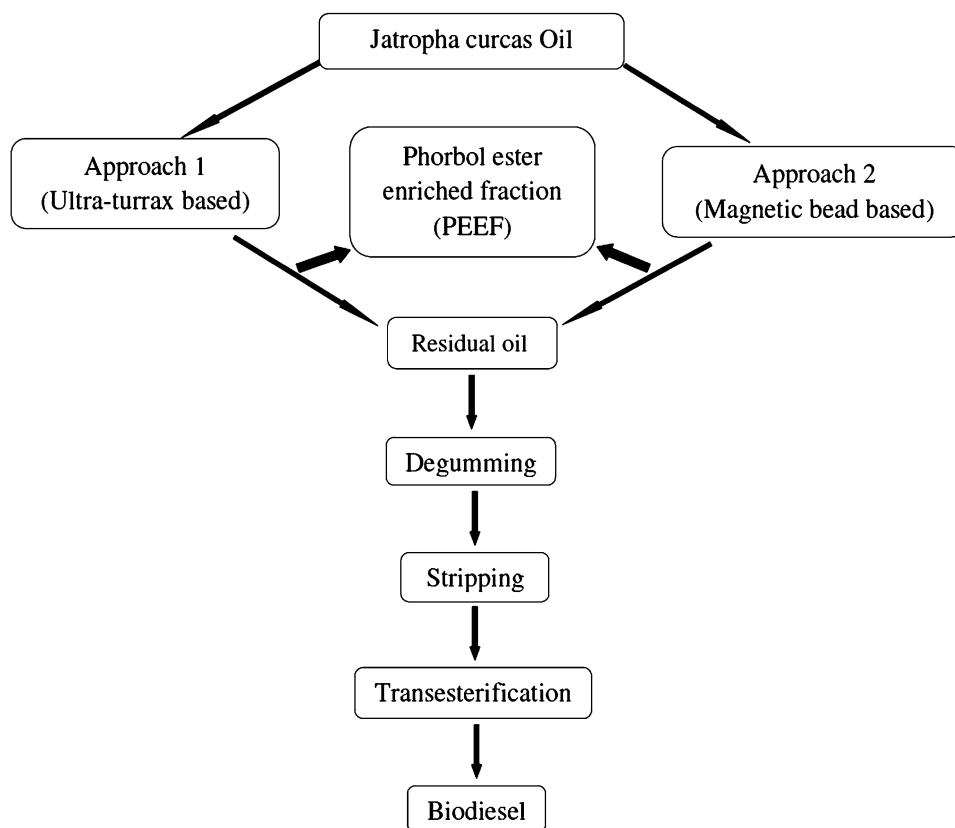 Jatropha curcas Oil
Approach 1
(Ultra-turrax based)
Phorbol ester
enriched fraction
(PEEF)
Approach 2
(Magnetic bead based)
Residual oil
Degumming
Stripping
Transesterification
Biodiesel